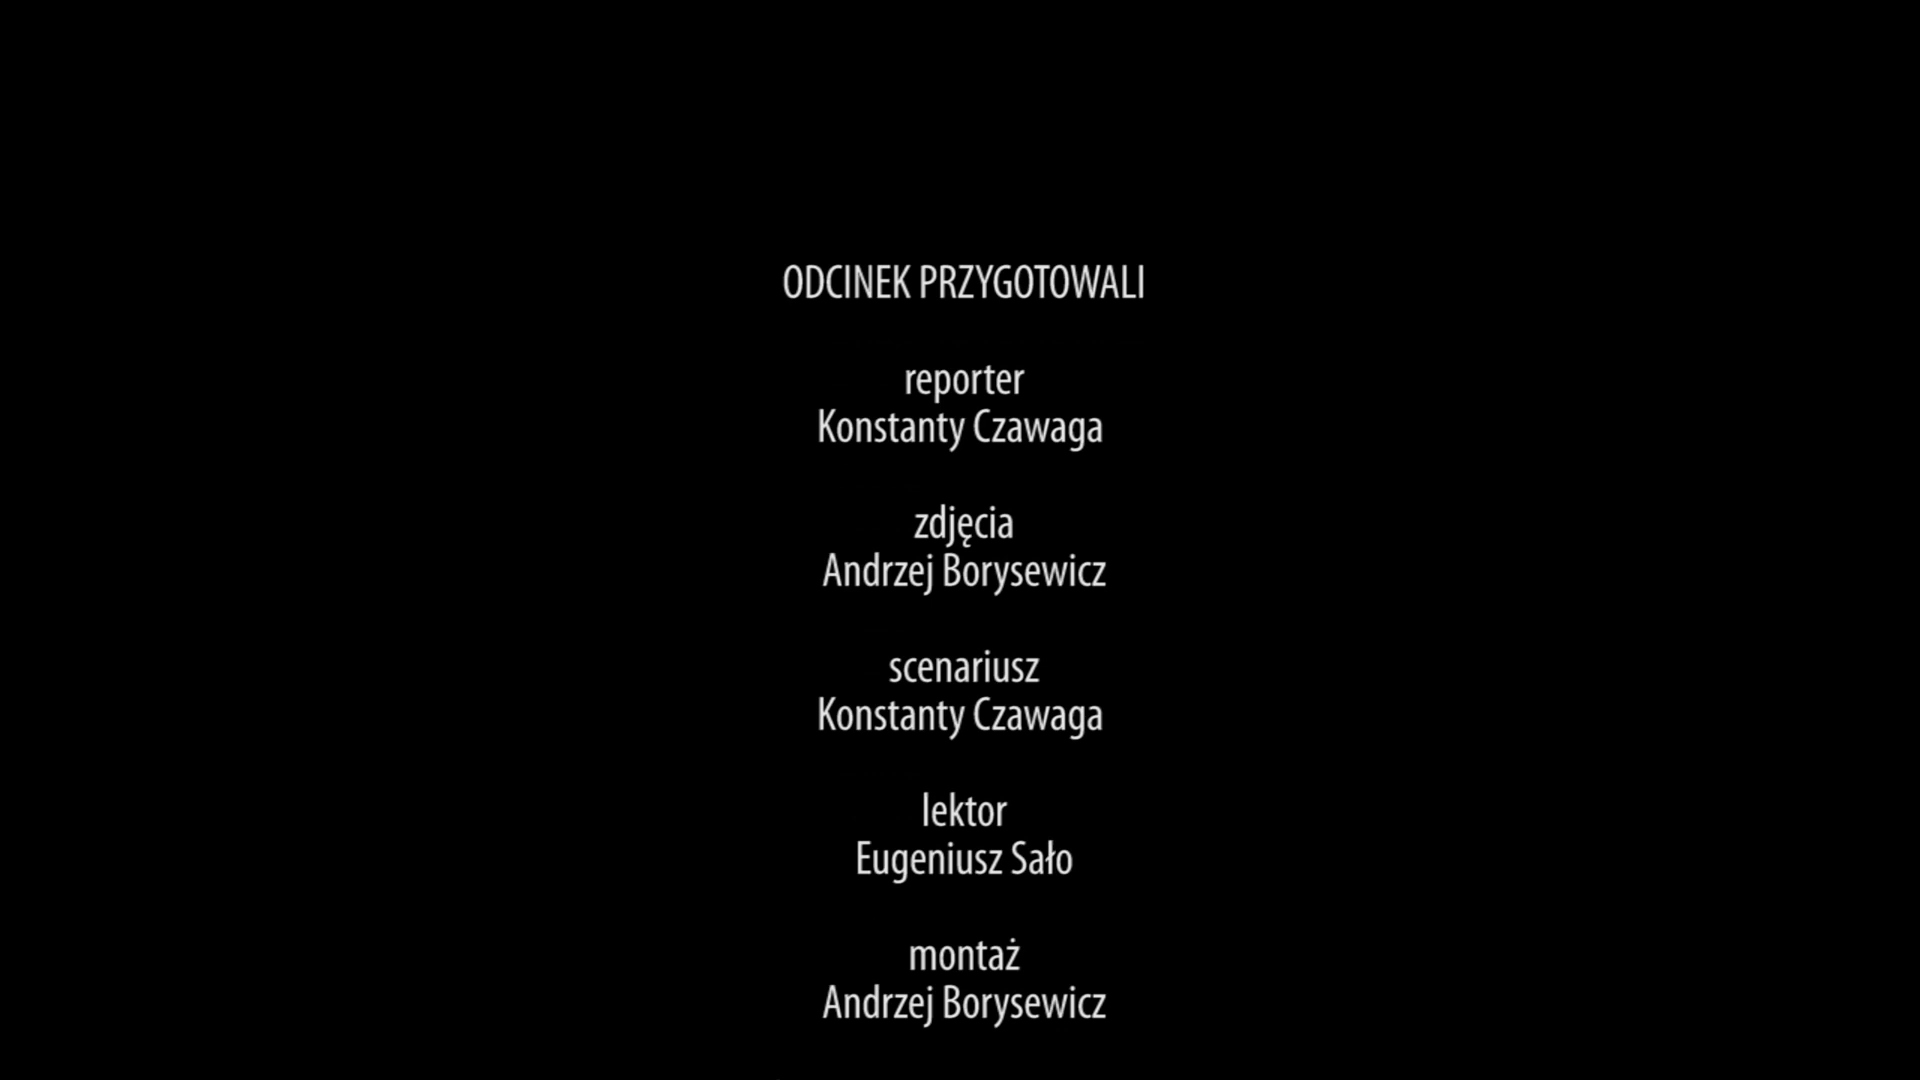 ODCINEK PRZYGOTOWALI
reporter
Konstanty Czawaga
zdjęcia
Andrzej Borysewicz
scenariusz
Konstanty Czawaga
lektor
Eugeniusz Sało
montaż
Andrzej Borysewicz